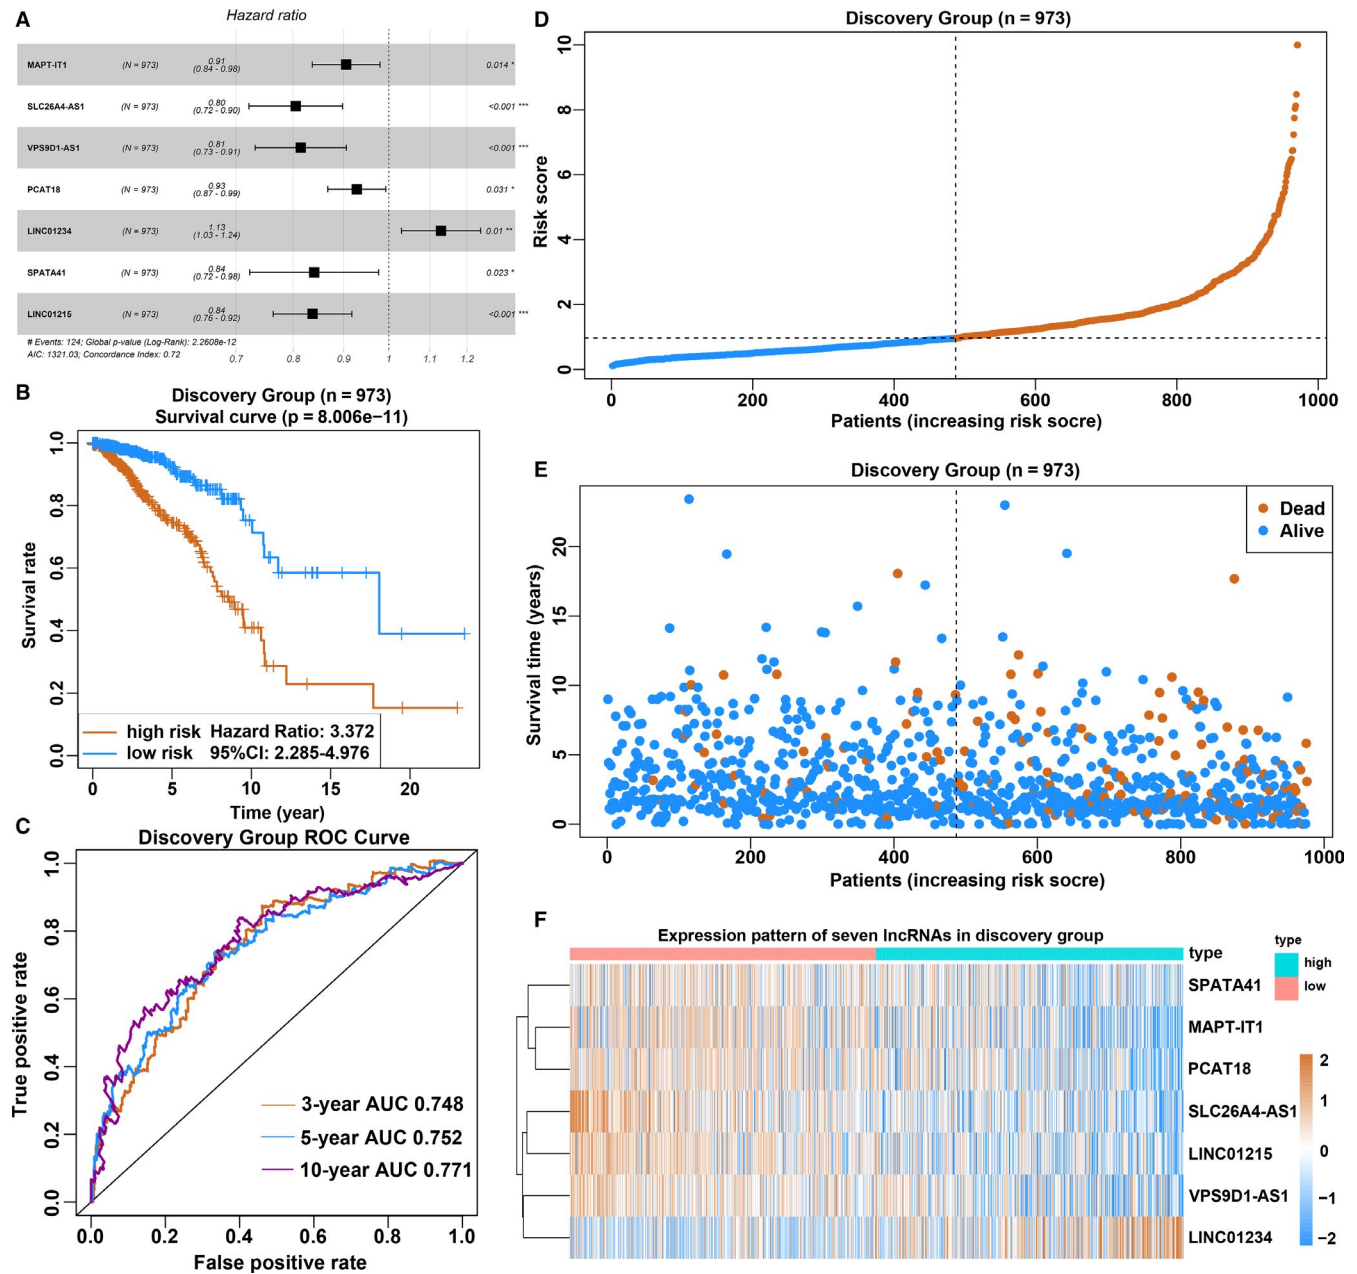 A
Hazard ratio
MAPT-IT1 (N = 973) 0.91 (0.84 - 0.98) 0.014 *
SLC26A4-AS1 (N = 973) 0.80 (0.72 - 0.90) <0.001 ***
VPS9D1-AS1 (N = 973) 0.81 (0.73 - 0.91) <0.001 ***
PCAT18 (N = 973) 0.93 (0.87 - 0.99) 0.031 *
LINC01234 (N = 973) 1.13 (1.03 - 1.24) 0.01 **
SPATA41 (N = 973) 0.84 (0.72 - 0.98) 0.023 *
LINC01215 (N = 973) 0.84 (0.76 - 0.92) <0.001 ***
# Events: 124; Global p-value (Log-Rank): 2.2608e-12
AIC: 1321.03; Concordance Index: 0.72
0.7 0.8 0.9 1 1.1 1.2
B
Discovery Group (n = 973)
Survival curve (p = 8.006e−11)
Survival rate
1.0
0.8
0.6
0.4
0.2
0.0
high risk Hazard Ratio: 3.372
low risk 95%CI: 2.285-4.976
0 5 10 15 20
Time (year)
C
Discovery Group ROC Curve
True positive rate
1.0
0.8
0.6
0.4
0.2
0.0
3-year AUC 0.748
5-year AUC 0.752
10-year AUC 0.771
0.0 0.2 0.4 0.6 0.8 1.0
False positive rate
D
Discovery Group (n = 973)
Risk score
10
8
6
4
2
0
0 200 400 600 800 1000
Patients (increasing risk socre)
E
Discovery Group (n = 973)
Dead
Alive
Survival time (years)
20
15
10
5
0
0 200 400 600 800 1000
Patients (increasing risk socre)
F
Expression pattern of seven lncRNAs in discovery group
type
SPATA41
MAPT-IT1
PCAT18
SLC26A4-AS1
LINC01215
VPS9D1-AS1
LINC01234
type
high
low
2
1
0
−1
−2